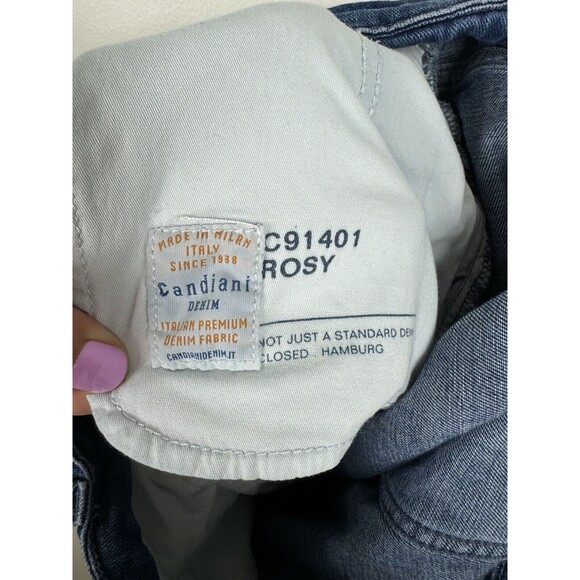 MADE IN MILAN
ITALY
SINCE 1938
Candiani
DENIM
ITALIAN PREMIUM
DENIM FABRIC
CANDIANIDENIM.IT
C91401
ROSY
NOT JUST A STANDARD DE
CLOSED . HAMBURG